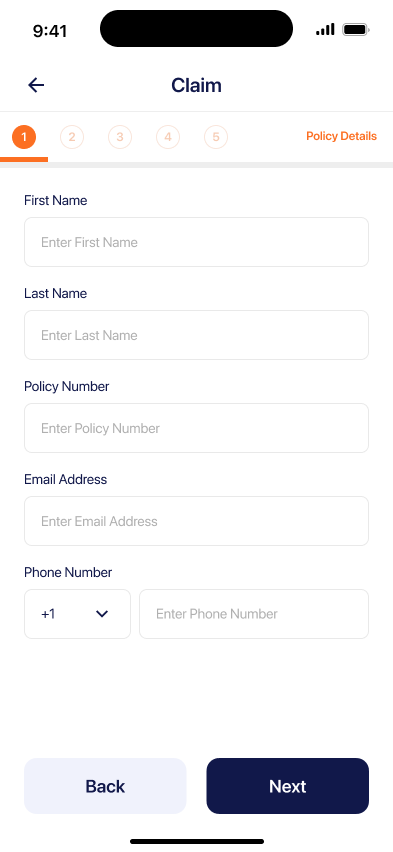 9:41
Claim
1 2 3 4 5 Policy Details
First Name
Enter First Name
Last Name
Enter Last Name
Policy Number
Enter Policy Number
Email Address
Enter Email Address
Phone Number
+1 Enter Phone Number
Back Next